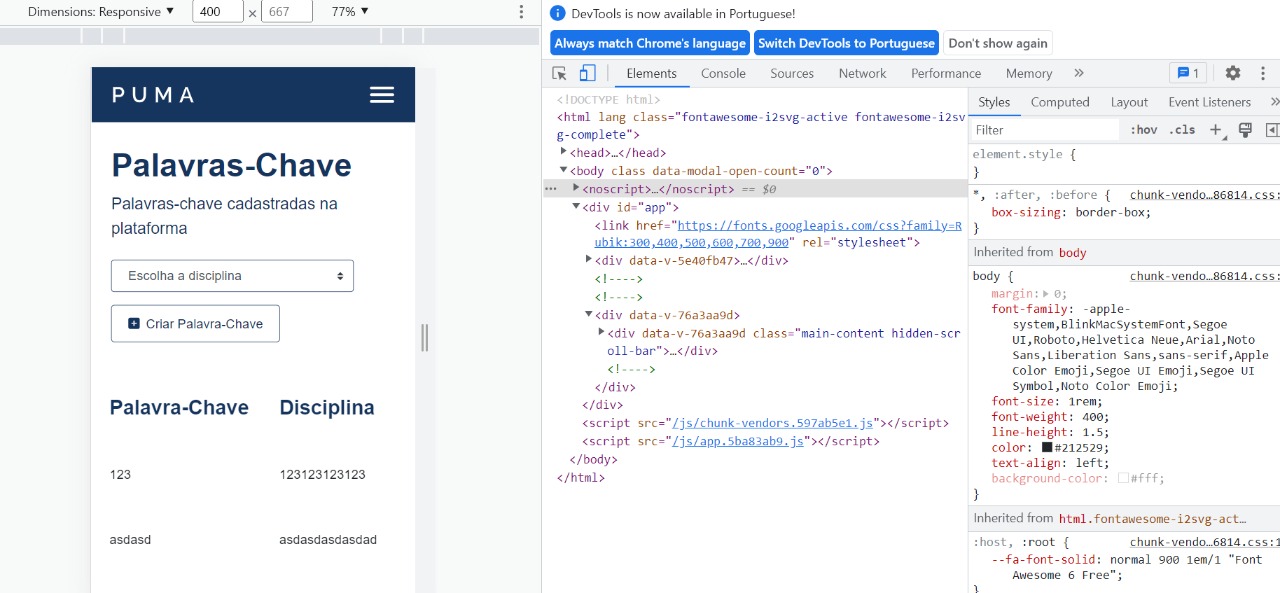 Dimensions: Responsive ▼ 400 × 667 77% ▼
PUMA
Palavras-Chave
Palavras-chave cadastradas na
plataforma
Escolha a disciplina
Criar Palavra-Chave
Palavra-Chave Disciplina
123 123123123123
asdasd asdasdasdasdad
DevTools is now available in Portuguese!
Always match Chrome's language Switch DevTools to Portuguese Don't show again
Elements Console Sources Network Performance Memory » 1
<!DOCTYPE html>
<html lang class="fontawesome-i2svg-active fontawesome-i2sv
g-complete">
<head>…</head>
<body class data-modal-open-count="0">
<noscript>…</noscript> == $0
<div id="app">
<link href="https://fonts.googleapis.com/css?family=R
ubik:300,400,500,600,700,900" rel="stylesheet">
<div data-v-5e40fb47>…</div>
<!---->
<!---->
<div data-v-76a3aa9d>
<div data-v-76a3aa9d class="main-content hidden-scr
oll-bar">…</div>
<!---->
</div>
</div>
<script src="/js/chunk-vendors.597ab5e1.js"></script>
<script src="/js/app.5ba83ab9.js"></script>
</body>
</html>
Styles Computed Layout Event Listeners »
Filter :hov .cls +
element.style {
}
*, :after, :before { chunk-vendo…86814.css:
box-sizing: border-box;
}
Inherited from body
body { chunk-vendo…86814.css:
margin:▶ 0;
font-family: -apple-
system,BlinkMacSystemFont,Segoe
UI,Roboto,Helvetica Neue,Arial,Noto
Sans,Liberation Sans,sans-serif,Apple
Color Emoji,Segoe UI Emoji,Segoe UI
Symbol,Noto Color Emoji;
font-size: 1rem;
font-weight: 400;
line-height: 1.5;
color: #212529;
text-align: left;
background-color: #fff;
}
Inherited from html.fontawesome-i2svg-act…
:host, :root { chunk-vendo…6814.css:1
--fa-font-solid: normal 900 1em/1 "Font
Awesome 6 Free";
}